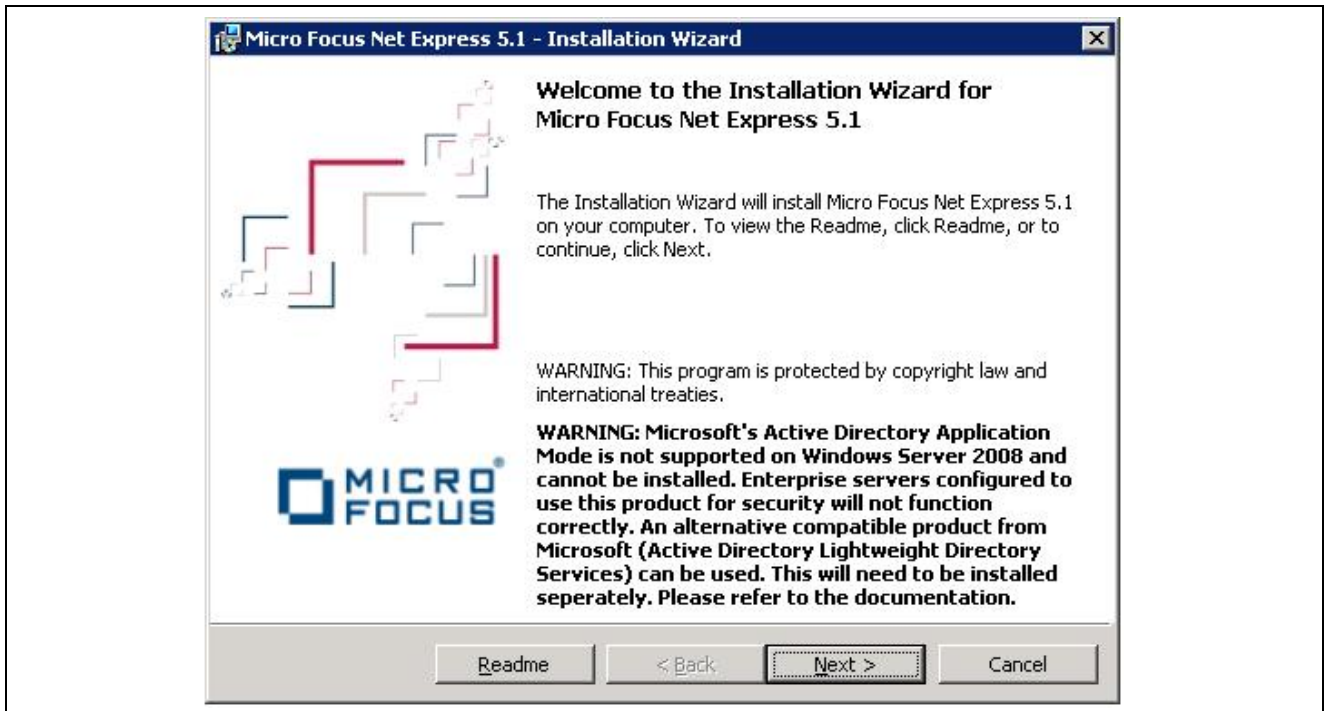 Micro Focus Net Express 5.1 - Installation Wizard
Welcome to the Installation Wizard for
Micro Focus Net Express 5.1
The Installation Wizard will install Micro Focus Net Express 5.1
on your computer. To view the Readme, click Readme, or to
continue, click Next.
WARNING: This program is protected by copyright law and
international treaties.
WARNING: Microsoft's Active Directory Application
Mode is not supported on Windows Server 2008 and
cannot be installed. Enterprise servers configured to
use this product for security will not function
correctly. An alternative compatible product from
Microsoft (Active Directory Lightweight Directory
Services) can be used. This will need to be installed
seperately. Please refer to the documentation.
MICRO
FOCUS®
Readme
< Back
Next >
Cancel